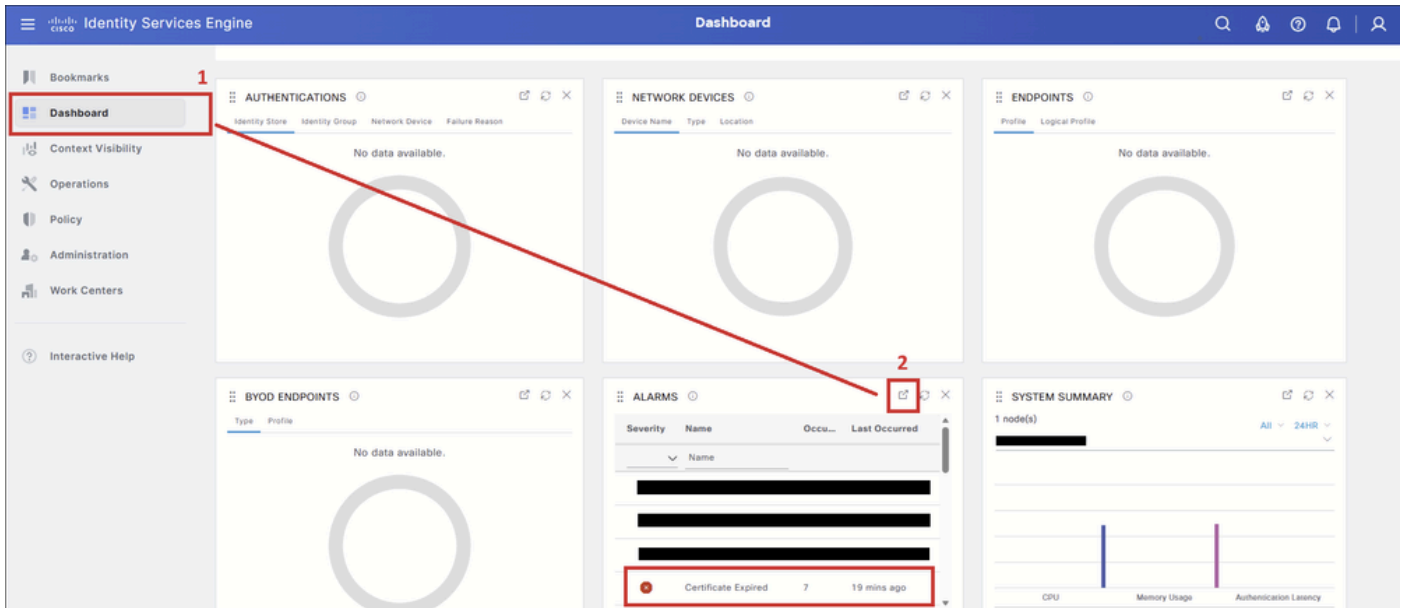 cisco Identity Services Engine
Dashboard
Bookmarks
1
Dashboard
Context Visibility
Operations
Policy
Administration
Work Centers
Interactive Help
AUTHENTICATIONS
Identity Store Identity Group Network Device Failure Reason
No data available.
NETWORK DEVICES
Device Name Type Location
No data available.
ENDPOINTS
Profile Logical Profile
No data available.
BYOD ENDPOINTS
Type Profile
No data available.
2
ALARMS
Severity Name Occu... Last Occurred
Name
Certificate Expired 7 19 mins ago
SYSTEM SUMMARY
1 node(s)
All 24HR
CPU Memory Usage Authentication Latency